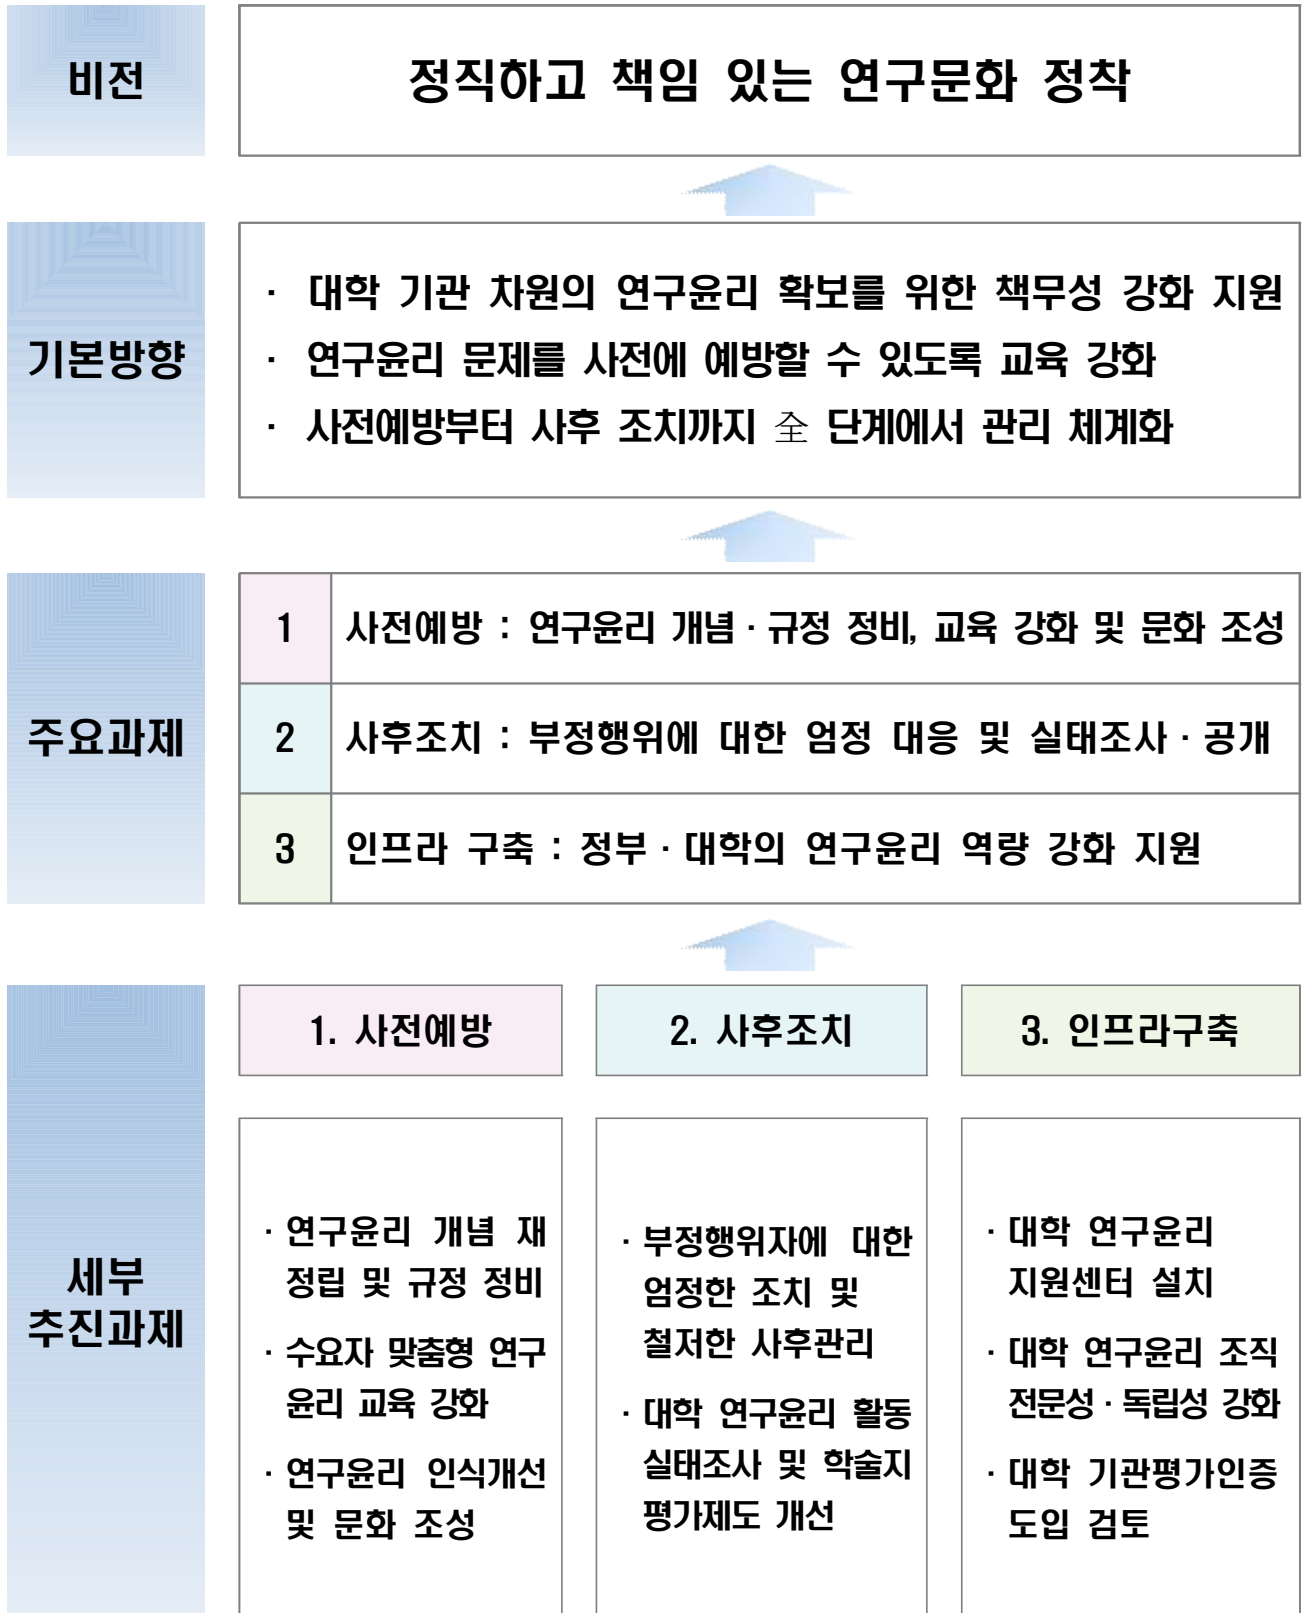 비전
정직하고 책임 있는 연구문화 정착
기본방향
· 대학 기관 차원의 연구윤리 확보를 위한 책무성 강화 지원
· 연구윤리 문제를 사전에 예방할 수 있도록 교육 강화
· 사전예방부터 사후 조치까지 全 단계에서 관리 체계화
주요과제
1 사전예방 : 연구윤리 개념·규정 정비, 교육 강화 및 문화 조성
2 사후조치 : 부정행위에 대한 엄정 대응 및 실태조사·공개
3 인프라 구축 : 정부·대학의 연구윤리 역량 강화 지원
세부
추진과제
1. 사전예방
· 연구윤리 개념 재
정립 및 규정 정비
· 수요자 맞춤형 연구
윤리 교육 강화
· 연구윤리 인식개선
및 문화 조성
2. 사후조치
· 부정행위자에 대한
엄정한 조치 및
철저한 사후관리
· 대학 연구윤리 활동
실태조사 및 학술지
평가제도 개선
3. 인프라구축
· 대학 연구윤리
지원센터 설치
· 대학 연구윤리 조직
전문성·독립성 강화
· 대학 기관평가인증
도입 검토